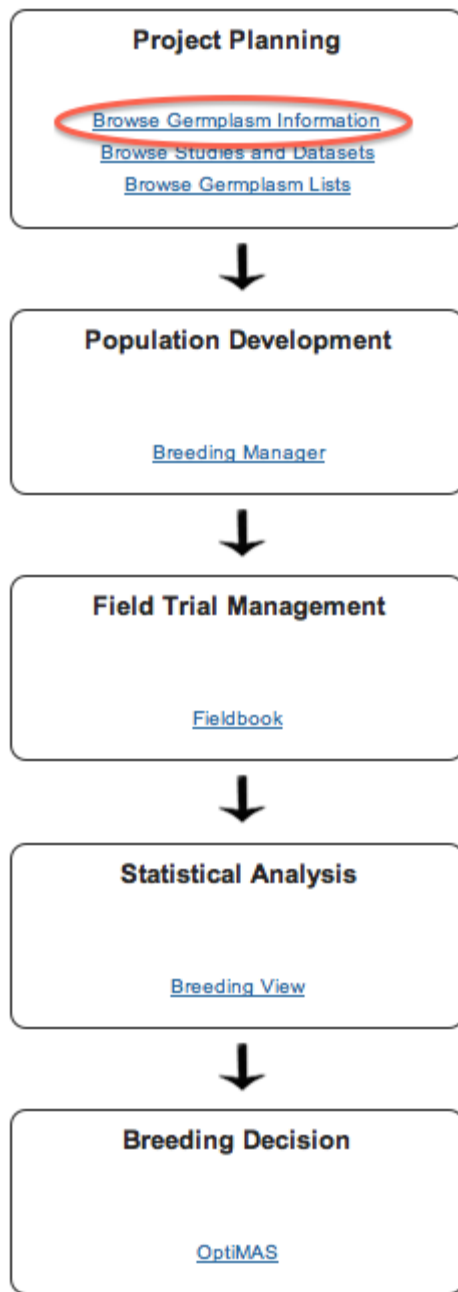 Project Planning
Browse Germplasm Information
Browse Studies and Datasets
Browse Germplasm Lists
Population Development
Breeding Manager
Field Trial Management
Fieldbook
Statistical Analysis
Breeding View
Breeding Decision
OptiMAS